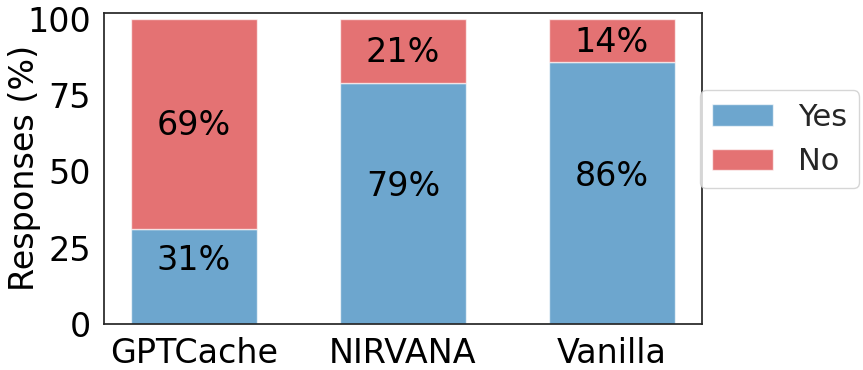 Responses (%)
100
75
50
25
0
69%
31%
21%
79%
14%
86%
GPTCache
NIRVANA
Vanilla
Yes
No